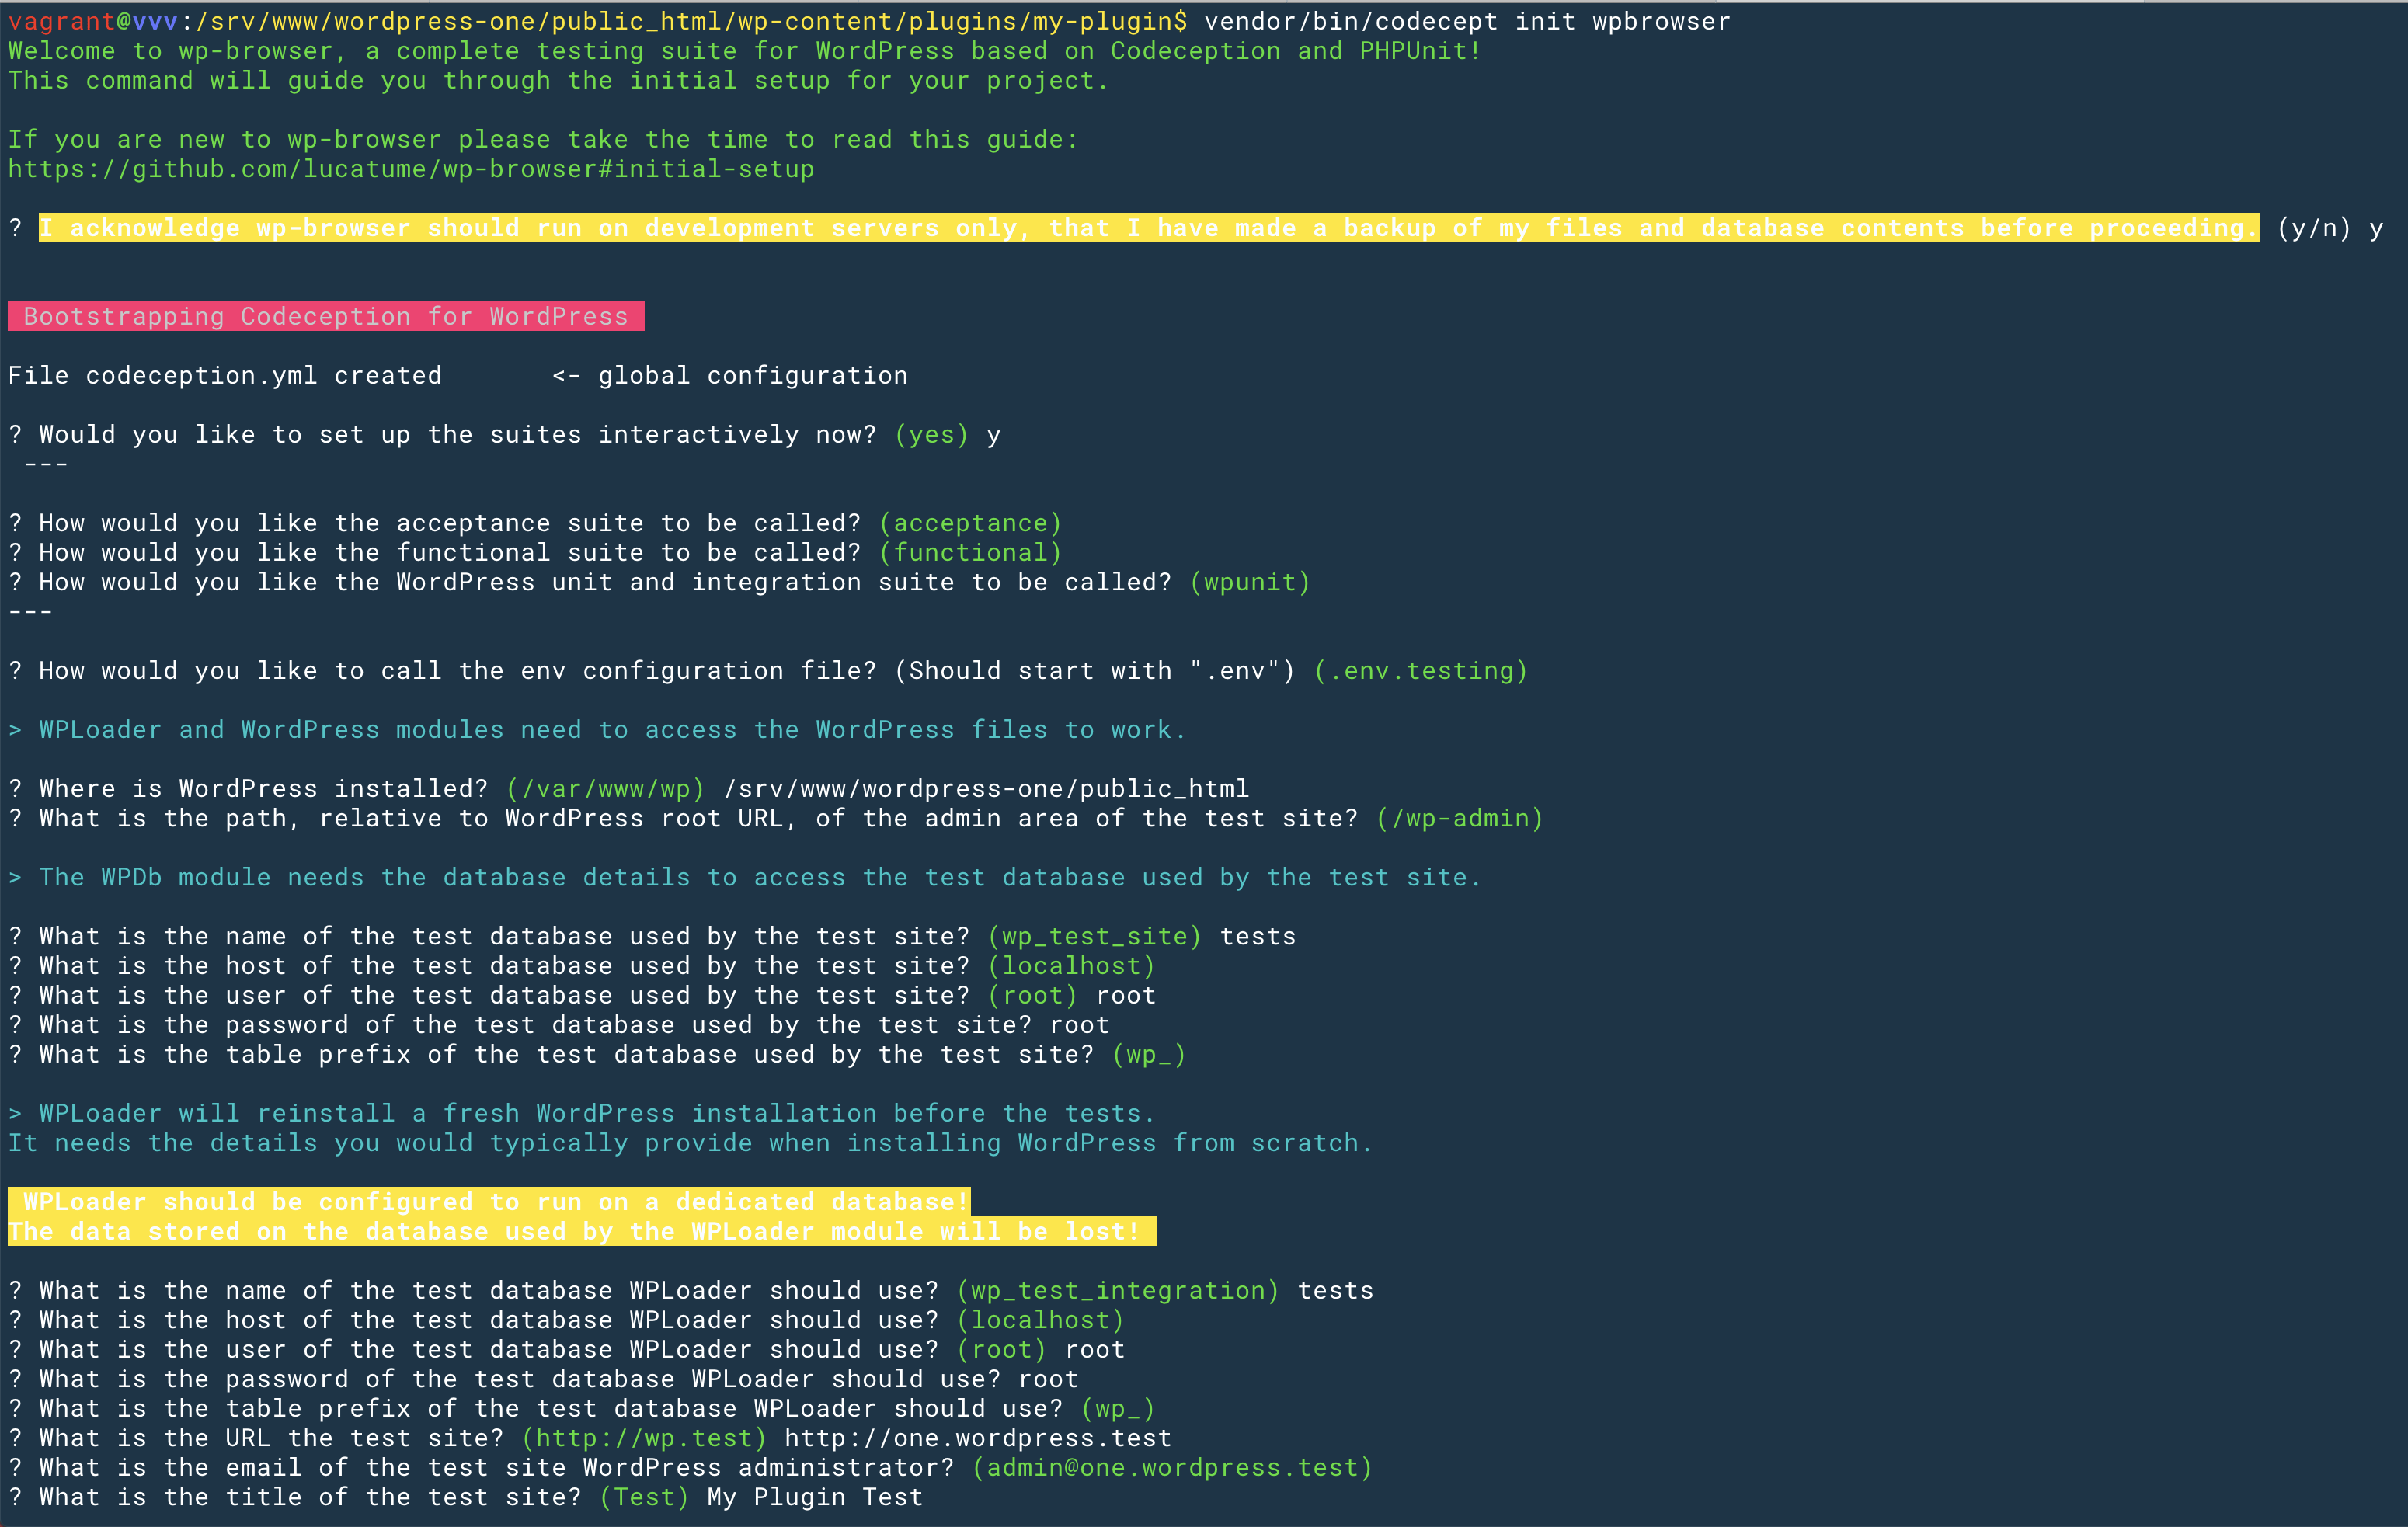 vagrant@vvv:/srv/www/wordpress-one/public_html/wp-content/plugins/my-plugin$ vendor/bin/codecept init wpbrowser
Welcome to wp-browser, a complete testing suite for WordPress based on Codeception and PHPUnit!
This command will guide you through the initial setup for your project.
If you are new to wp-browser please take the time to read this guide:
https://github.com/lucatume/wp-browser#initial-setup
? I acknowledge wp-browser should run on development servers only, that I have made a backup of my files and database contents before proceeding. (y/n) y
Bootstrapping Codeception for WordPress
File codeception.yml created       <- global configuration
? Would you like to set up the suites interactively now? (yes) y
---
? How would you like the acceptance suite to be called? (acceptance)
? How would you like the functional suite to be called? (functional)
? How would you like the WordPress unit and integration suite to be called? (wpunit)
---
? How would you like to call the env configuration file? (Should start with ".env") (.env.testing)
> WPLoader and WordPress modules need to access the WordPress files to work.
? Where is WordPress installed? (/var/www/wp) /srv/www/wordpress-one/public_html
? What is the path, relative to WordPress root URL, of the admin area of the test site? (/wp-admin)
> The WPDb module needs the database details to access the test database used by the test site.
? What is the name of the test database used by the test site? (wp_test_site) tests
? What is the host of the test database used by the test site? (localhost)
? What is the user of the test database used by the test site? (root) root
? What is the password of the test database used by the test site? root
? What is the table prefix of the test database used by the test site? (wp_)
> WPLoader will reinstall a fresh WordPress installation before the tests.
It needs the details you would typically provide when installing WordPress from scratch.
WPLoader should be configured to run on a dedicated database!
The data stored on the database used by the WPLoader module will be lost!
? What is the name of the test database WPLoader should use? (wp_test_integration) tests
? What is the host of the test database WPLoader should use? (localhost)
? What is the user of the test database WPLoader should use? (root) root
? What is the password of the test database WPLoader should use? root
? What is the table prefix of the test database WPLoader should use? (wp_)
? What is the URL the test site? (http://wp.test) http://one.wordpress.test
? What is the email of the test site WordPress administrator? (admin@one.wordpress.test)
? What is the title of the test site? (Test) My Plugin Test